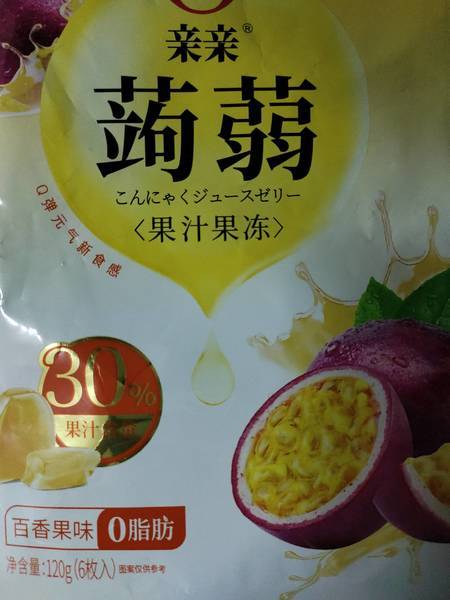 亲亲®
蒟蒻
こんにゃくジュースゼリー
〈果汁果冻〉
Q弹元气新食感
30%
果汁
百香果味 0脂肪
净含量:120g(6枚入) 图案仅供参考